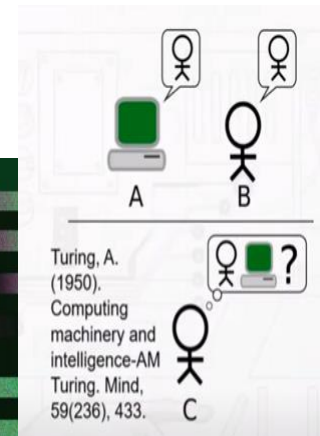 A B
?
Turing, A.
(1950).
Computing
machinery and
intelligence-AM
Turing. Mind,
59(236), 433.
C